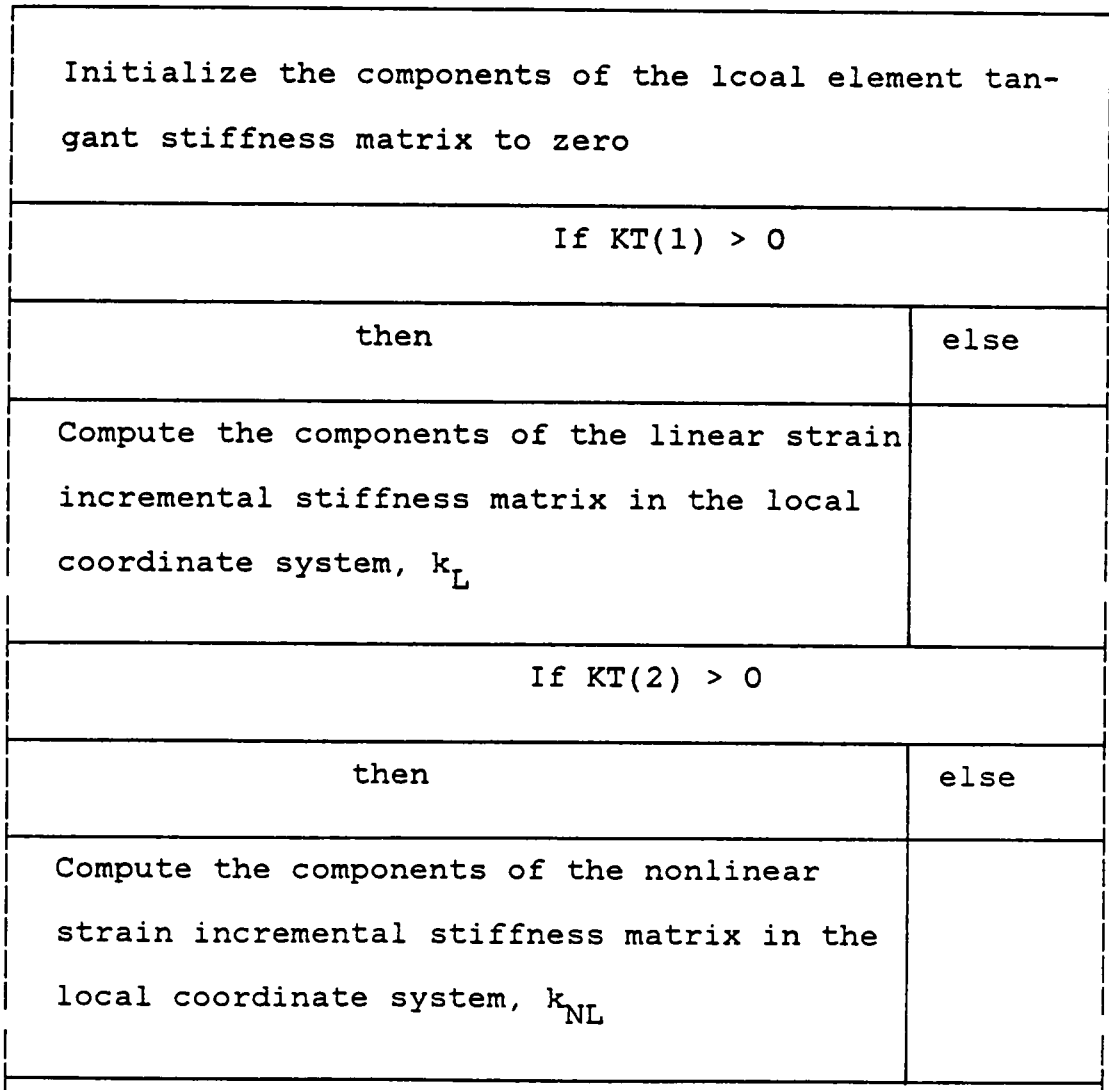 Initialize the components of the lcoal element tan-
gant stiffness matrix to zero
If KT(1) > 0
then else
Compute the components of the linear strain
incremental stiffness matrix in the local
coordinate system, k_L
If KT(2) > 0
then else
Compute the components of the nonlinear
strain incremental stiffness matrix in the
local coordinate system, k_NL